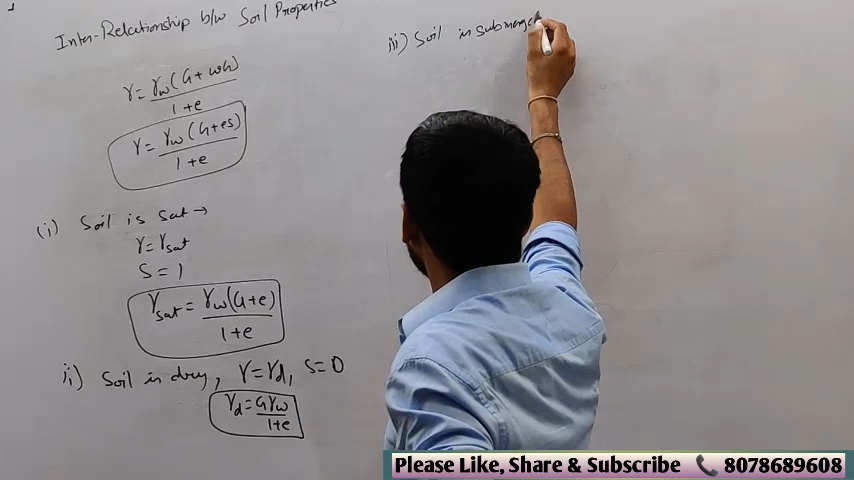 Inter-Relationship b/w Soil Properties
γ = γw (G + wG) / 1+e
γ = γw (G+es) / 1+e
(i) Soil is sat →
γ = γsat
S = 1
γsat = γw (G+e) / 1+e
ii) Soil is dry, γ = γd, S=0
γd = Gγw / 1+e
iii) Soil is submerge
Please Like, Share & Subscribe 📞 8078689608